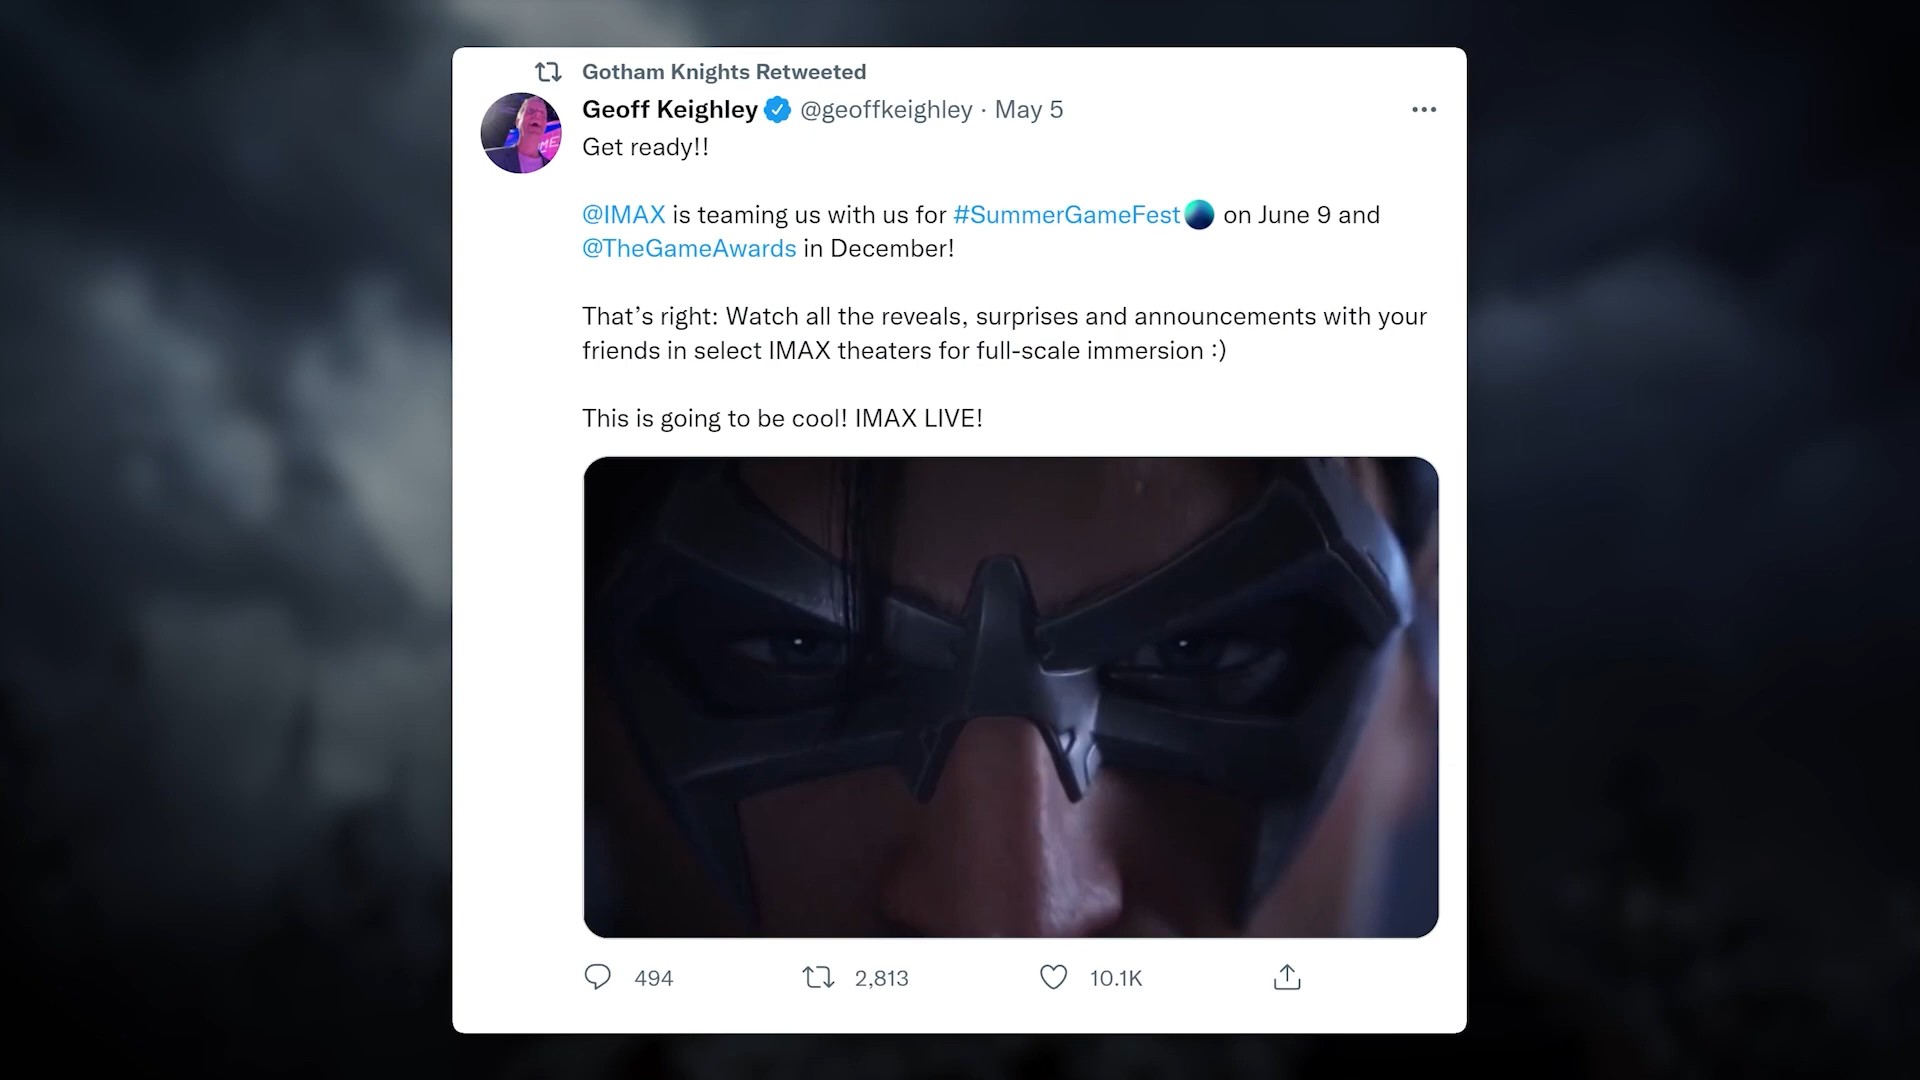 Gotham Knights Retweeted
Geoff Keighley @geoffkeighley · May 5
Get ready!!
@IMAX is teaming us with us for #SummerGameFest on June 9 and
@TheGameAwards in December!
That’s right: Watch all the reveals, surprises and announcements with your
friends in select IMAX theaters for full-scale immersion :)
This is going to be cool! IMAX LIVE!
494 2,813 10.1K